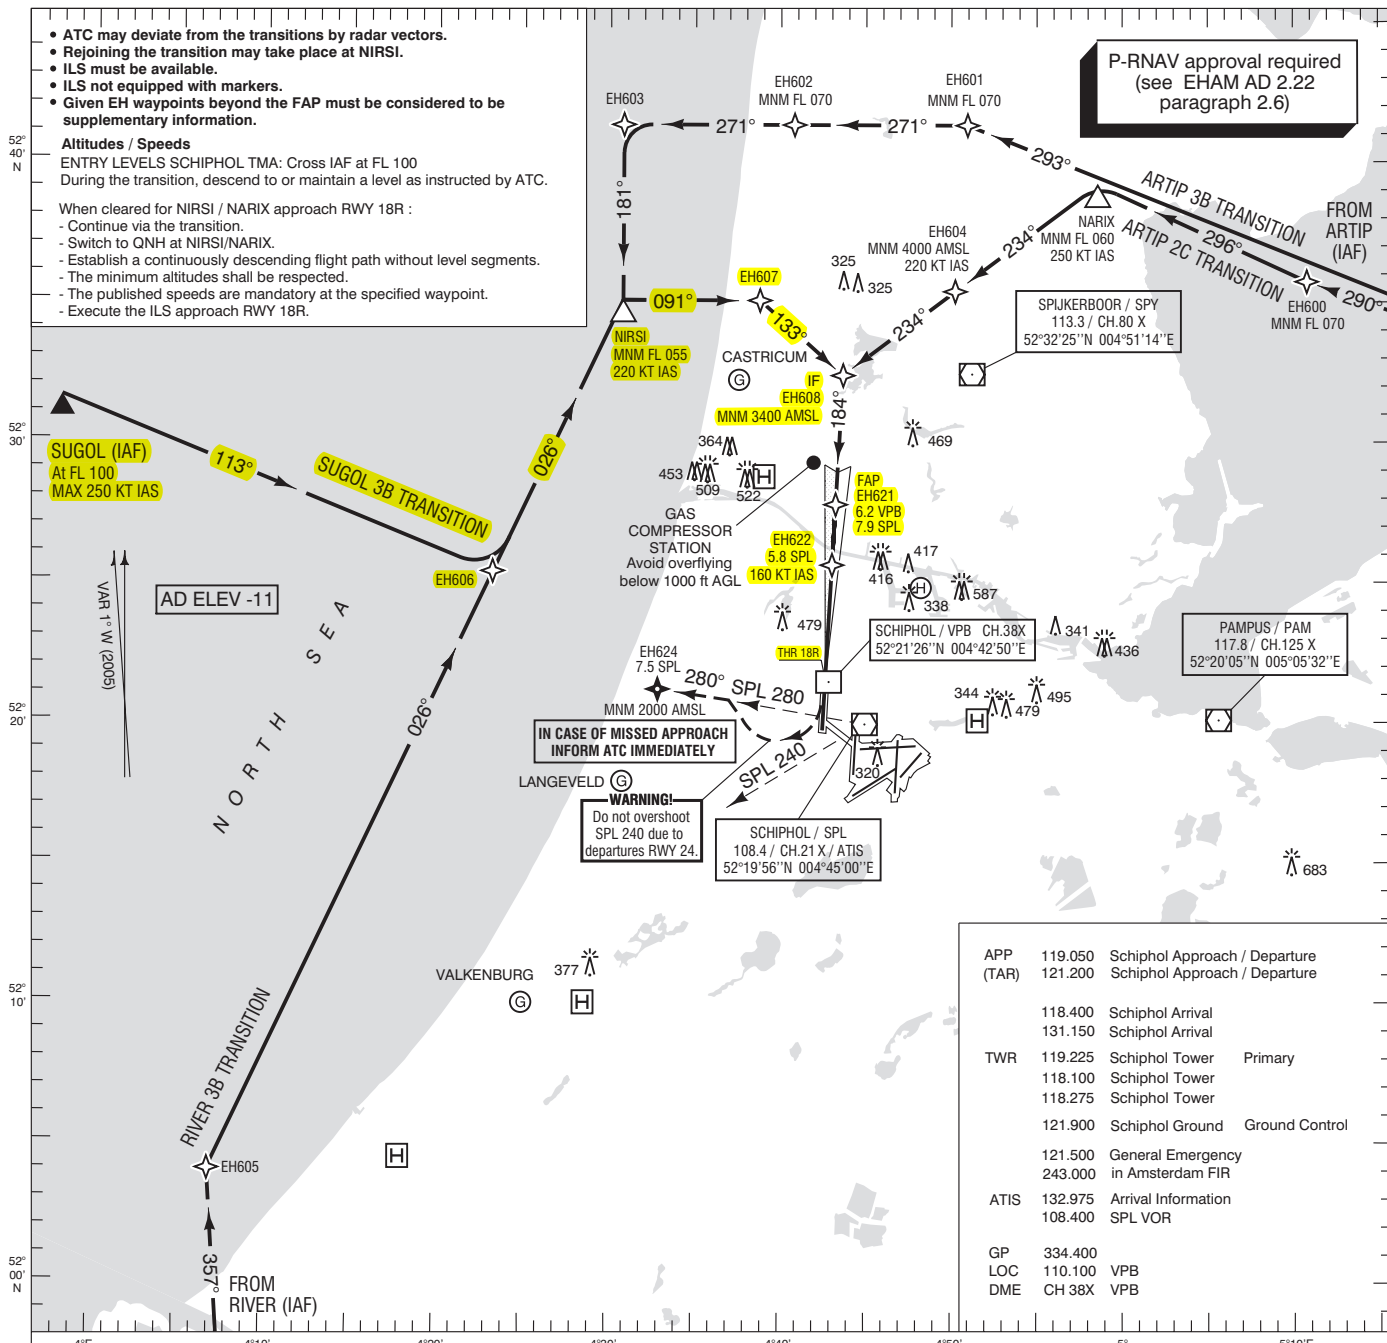 • ATC may deviate from the transitions by radar vectors.
• Rejoining the transition may take place at NIRSI.
• ILS must be available.
• ILS not equipped with markers.
• Given EH waypoints beyond the FAP must be considered to be
supplementary information.
Altitudes / Speeds
ENTRY LEVELS SCHIPHOL TMA: Cross IAF at FL 100
During the transition, descend to or maintain a level as instructed by ATC.
When cleared for NIRSI / NARIX approach RWY 18R :
- Continue via the transition.
- Switch to QNH at NIRSI/NARIX.
- Establish a continuously descending flight path without level segments.
- The minimum altitudes shall be respected.
- The published speeds are mandatory at the specified waypoint.
- Execute the ILS approach RWY 18R.
P-RNAV approval required
(see EHAM AD 2.22
paragraph 2.6)
EH603
EH602
MNM FL 070
EH601
MNM FL 070
271°
271°
293°
ARTIP 3B TRANSITION
FROM
ARTIP
(IAF)
181°
NARIX
MNM FL 060
250 KT IAS
296°
ARTIP 2C TRANSITION
290°
EH600
MNM FL 070
234°
EH604
MNM 4000 AMSL
220 KT IAS
234°
325
325
EH607
091°
133°
NIRSI
MNM FL 055
220 KT IAS
SPIJKERBOOR / SPY
113.3 / CH.80 X
52°32'25''N 004°51'14''E
CASTRICUM
G
IF
EH608
MNM 3400 AMSL
184°
SUGOL (IAF)
At FL 100
MAX 250 KT IAS
113°
SUGOL 3B TRANSITION
026°
EH606
364
453
509
522
H
469
GAS
COMPRESSOR
STATION
Avoid overflying
below 1000 ft AGL
FAP
EH621
6.2 VPB
7.9 SPL
EH622
5.8 SPL
160 KT IAS
417
416
H
338
587
479
341
436
VAR 1° W (2005)
AD ELEV -11
NORTH SEA
SCHIPHOL / VPB CH.38X
52°21'26''N 004°42'50''E
PAMPUS / PAM
117.8 / CH.125 X
52°20'05''N 005°05'32''E
THR 18R
EH624
7.5 SPL
MNM 2000 AMSL
280° SPL 280
344
479
495
H
IN CASE OF MISSED APPROACH
INFORM ATC IMMEDIATELY
SPL 240
320
LANGEVELD
G
WARNING!
Do not overshoot
SPL 240 due to
departures RWY 24.
SCHIPHOL / SPL
108.4 / CH.21 X / ATIS
52°19'56''N 004°45'00''E
683
026°
RIVER 3B TRANSITION
VALKENBURG
G
377
H
H
EH605
357°
FROM
RIVER (IAF)
APP 119.050 Schiphol Approach / Departure
(TAR) 121.200 Schiphol Approach / Departure
118.400 Schiphol Arrival
131.150 Schiphol Arrival
TWR 119.225 Schiphol Tower Primary
118.100 Schiphol Tower
118.275 Schiphol Tower
121.900 Schiphol Ground Ground Control
121.500 General Emergency
243.000 in Amsterdam FIR
ATIS 132.975 Arrival Information
108.400 SPL VOR
GP 334.400
LOC 110.100 VPB
DME CH 38X VPB
52°
40'
N
52°
30'
52°
20'
52°
10'
52°
00'
N